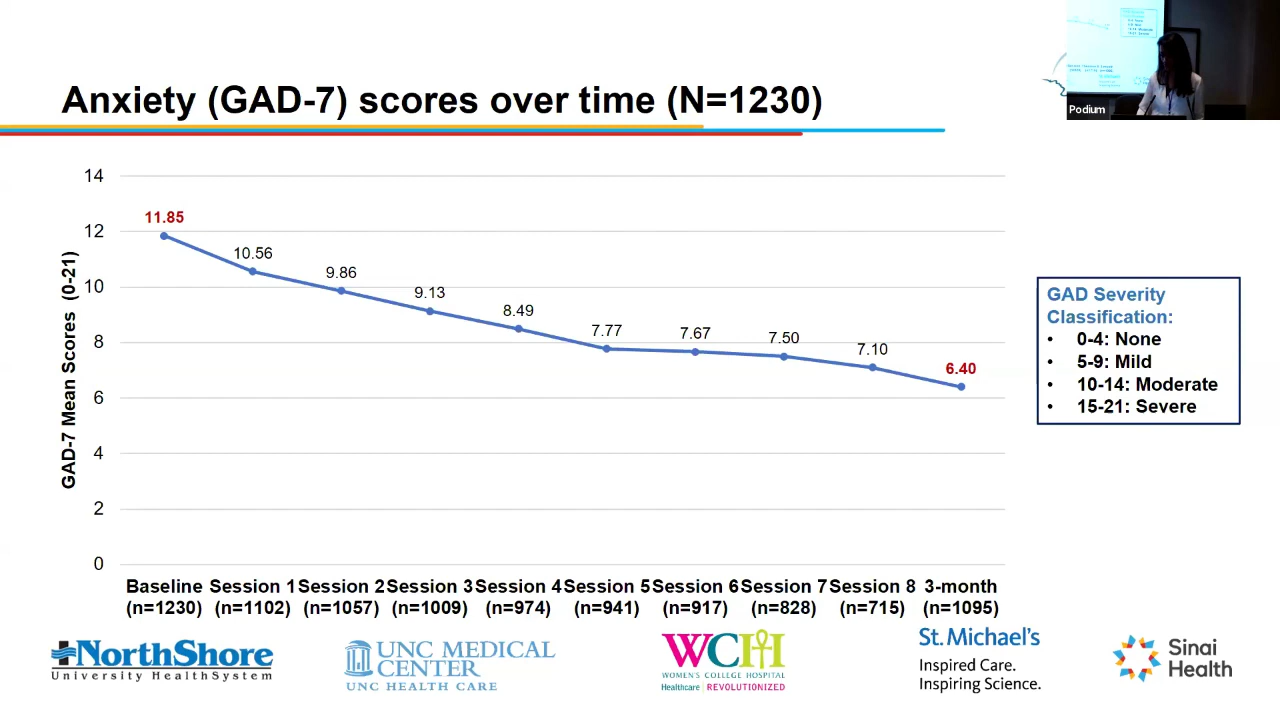 Anxiety (GAD-7) scores over time (N=1230)
Podium
14
12
10
8
6
4
2
0
GAD-7 Mean Scores (0-21)
11.85
10.56
9.86
9.13
8.49
7.77
7.67
7.50
7.10
6.40
GAD Severity
Classification:
• 0-4: None
• 5-9: Mild
• 10-14: Moderate
• 15-21: Severe
Baseline Session 1 Session 2 Session 3 Session 4 Session 5 Session 6 Session 7 Session 8 3-month
(n=1230) (n=1102) (n=1057) (n=1009) (n=974) (n=941) (n=917) (n=828) (n=715) (n=1095)
NorthShore
University HealthSystem
UNC MEDICAL
CENTER
UNC HEALTH CARE
WCH
WOMEN'S COLLEGE HOSPITAL
Healthcare | REVOLUTIONIZED
St. Michael's
Inspired Care.
Inspiring Science.
Sinai
Health